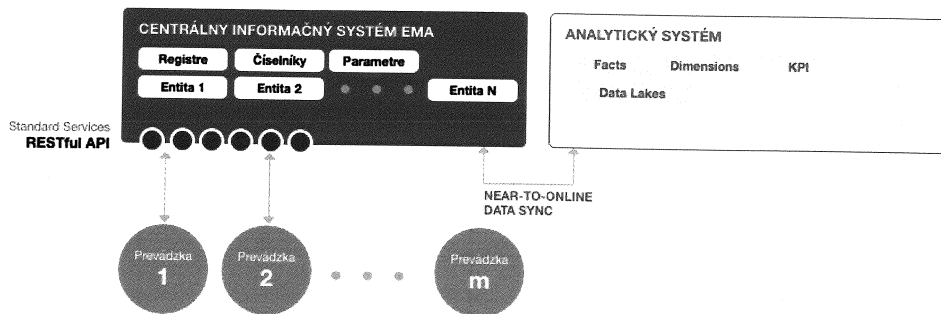 CENTRÁLNY INFORMAČNÝ SYSTÉM EMA
Registre Číselníky Parametre
Entita 1 Entita 2 Entita N
Standard Services
RESTful API
ANALYTICKÝ SYSTÉM
Facts Dimensions KPI
Data Lakes
NEAR-TO-ONLINE
DATA SYNC
Prevádzka
1
Prevádzka
2
Prevádzka
m